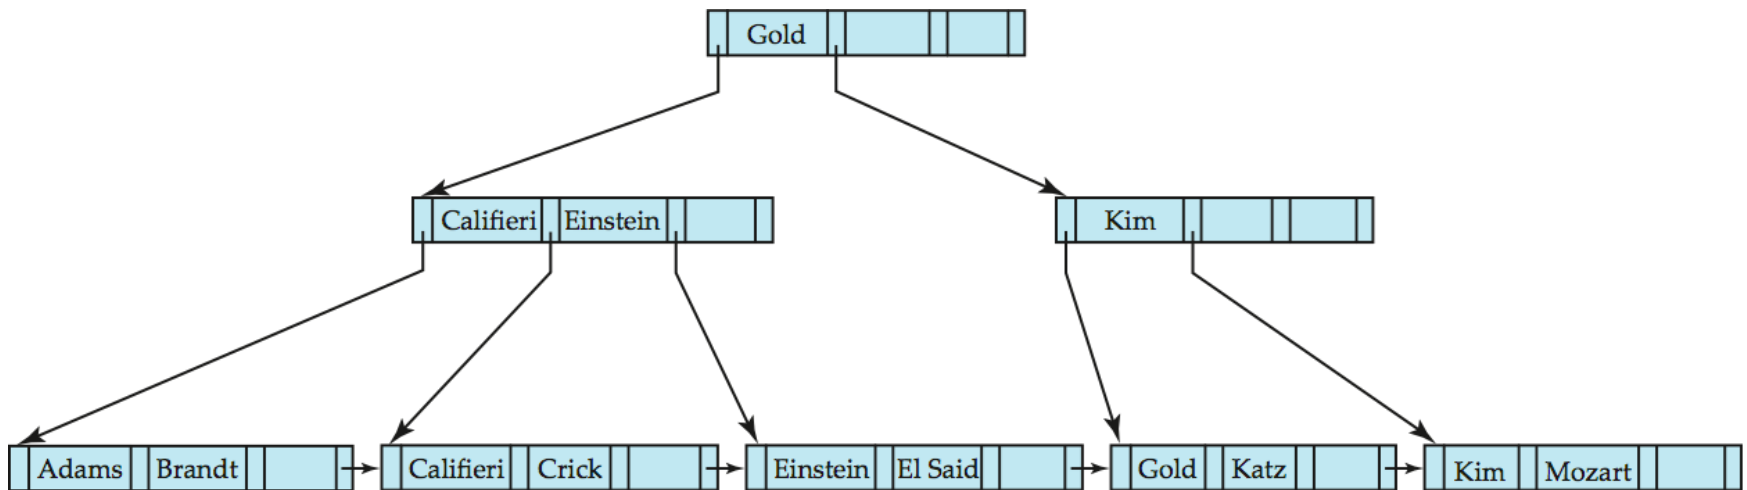 Gold
Califieri Einstein
Kim
Adams Brandt
Califieri Crick
Einstein El Said
Gold Katz
Kim Mozart